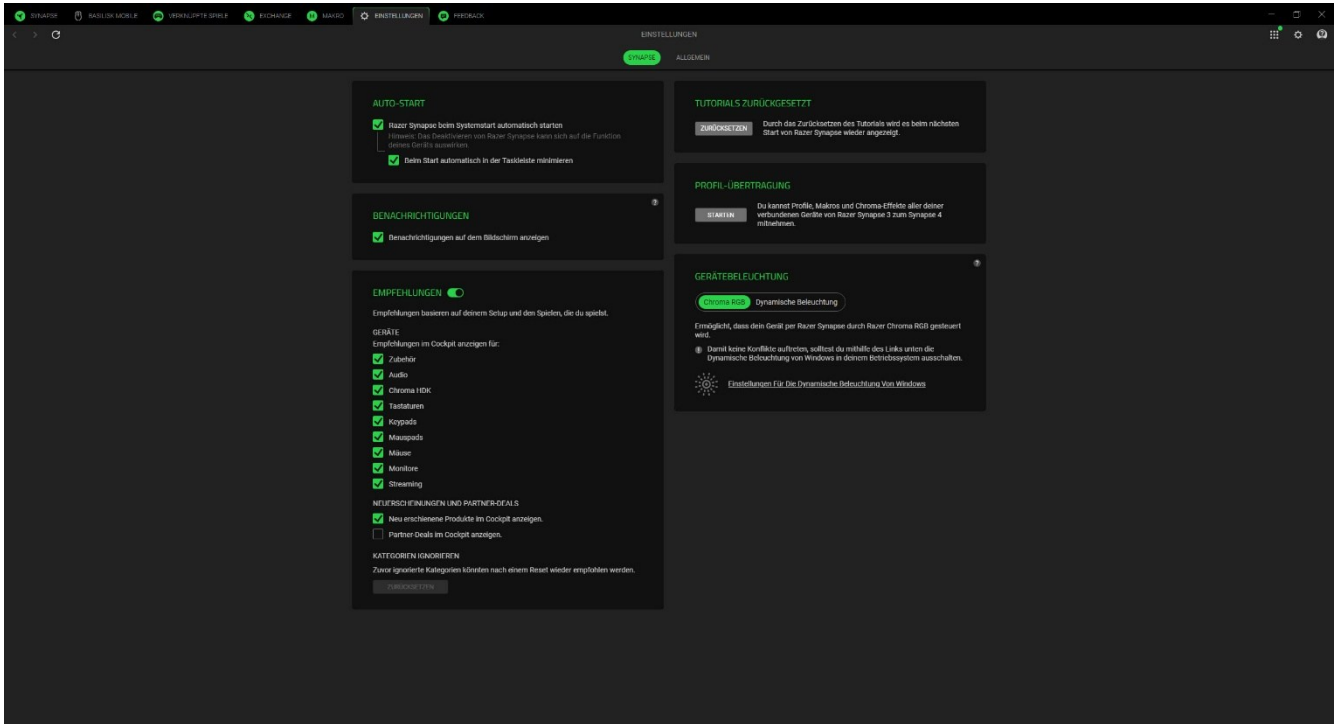 SYNAPSE
BASILISK MOBILE
VERKNÜPFTE SPIELE
EXCHANGE
MAKRO
EINSTELLUNGEN
FEEDBACK
EINSTELLUNGEN
SYNAPSE
ALLGEMEIN
AUTO-START
Razer Synapse beim Systemstart automatisch starten
Hinweis: Das Deaktivieren von Razer Synapse kann sich auf die Funktion
deines Geräts auswirken.
Beim Start automatisch in der Taskleiste minimieren
BENACHRICHTIGUNGEN
Benachrichtigungen auf dem Bildschirm anzeigen
EMPFEHLUNGEN
Empfehlungen basieren auf deinem Setup und den Spielen, die du spielst.
GERÄTE
Empfehlungen im Cockpit anzeigen für:
Zubehör
Audio
Chroma HDK
Tastaturen
Keypads
Mauspads
Mäuse
Monitore
Streaming
NEUERSCHEINUNGEN UND PARTNER-DEALS
Neu erschienene Produkte im Cockpit anzeigen.
Partner-Deals im Cockpit anzeigen.
KATEGORIEN IGNORIEREN
Zuvor ignorierte Kategorien könnten nach einem Reset wieder empfohlen werden.
ZURÜCKSETZEN
TUTORIALS ZURÜCKGESETZT
ZURÜCKSETZEN
Durch das Zurücksetzen des Tutorials wird es beim nächsten
Start von Razer Synapse wieder angezeigt.
PROFIL-ÜBERTRAGUNG
STARTEN
Du kannst Profile, Makros und Chroma-Effekte aller deiner
verbundenen Geräte von Razer Synapse 3 zum Synapse 4
mitnehmen.
GERÄTEBELEUCHTUNG
Chroma RGB
Dynamische Beleuchtung
Ermöglicht, dass dein Gerät per Razer Synapse durch Razer Chroma RGB gesteuert
wird.
Damit keine Konflikte auftreten, solltest du mithilfe des Links unten die
Dynamische Beleuchtung von Windows in deinem Betriebssystem ausschalten.
Einstellungen Für Die Dynamische Beleuchtung Von Windows